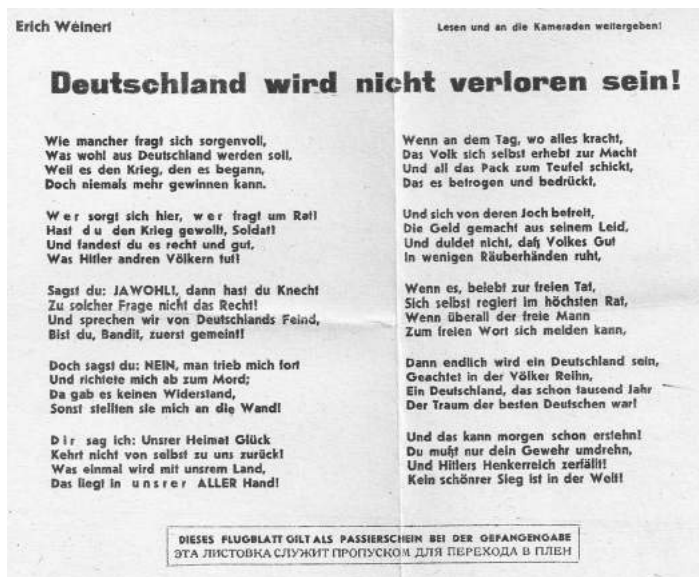 Erich Weinert
Lesen und an die Kameraden weitergeben!
Deutschland wird nicht verloren sein!
Wie mancher fragt sich sorgenvoll,
Was wohl aus Deutschland werden soll,
Weil es den Krieg, den es begann,
Doch niemals mehr gewinnen kann.
Wer sorgt sich hier, wer fragt um Rat!
Hast du den Krieg gewollt, Soldat!
Und fandest du es recht und gut,
Was Hitler andren Völkern tut!
Sagst du: JAWOHL!, dann hast du Knecht
Zu solcher Frage nicht das Recht!
Und sprechen wir von Deutschlands Feind,
Bist du, Bandit, zuerst gemeint!
Doch sagst du: NEIN, man trieb mich fort
Und richtete mich ab zum Mord;
Da gab es keinen Widerstand,
Sonst stellten sie mich an die Wand!
Dir sag ich: Unsrer Heimat Glück
Kehrt nicht von selbst zu uns zurück!
Was einmal wird mit unsrem Land,
Das liegt in unsrer ALLER Hand!
Wenn an dem Tag, wo alles kracht,
Das Volk sich selbst erhebt zur Macht
Und all das Pack zum Teufel schickt,
Das es betrogen und bedrückt,
Und sich von deren Joch befreit,
Die Geld gemacht aus seinem Leid,
Und duldet nicht, daß Volkes Gut
In wenigen Räuberhänden ruht,
Wenn es, belebt zur freien Tat,
Sich selbst regiert im höchsten Rat,
Wenn überall der freie Mann
Zum freien Wort sich melden kann,
Dann endlich wird ein Deutschland sein,
Geachtet in der Völker Reihn,
Ein Deutschland, das schon tausend Jahr
Der Traum der besten Deutschen war!
Und das kann morgen schon erstehn!
Du mußt nur dein Gewehr umdrehn,
Und Hitlers Henkerreich zerfällt!
Kein schönrer Sieg ist in der Welt!
DIESES FLUGBLATT GILT ALS PASSIERSCHEIN BEI DER GEFANGENGABE
ЭТА ЛИСТОВКА СЛУЖИТ ПРОПУСКОМ ДЛЯ ПЕРЕХОДА В ПЛЕН